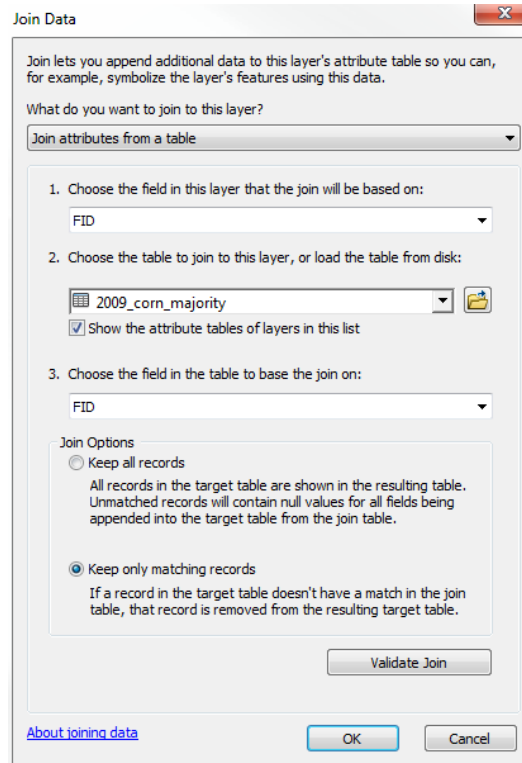 Join Data
Join lets you append additional data to this layer's attribute table so you can,
for example, symbolize the layer's features using this data.
What do you want to join to this layer?
Join attributes from a table
1. Choose the field in this layer that the join will be based on:
FID
2. Choose the table to join to this layer, or load the table from disk:
2009_corn_majority
Show the attribute tables of layers in this list
3. Choose the field in the table to base the join on:
FID
Join Options
Keep all records
All records in the target table are shown in the resulting table.
Unmatched records will contain null values for all fields being
appended into the target table from the join table.
Keep only matching records
If a record in the target table doesn't have a match in the join
table, that record is removed from the resulting target table.
Validate Join
About joining data
OK
Cancel